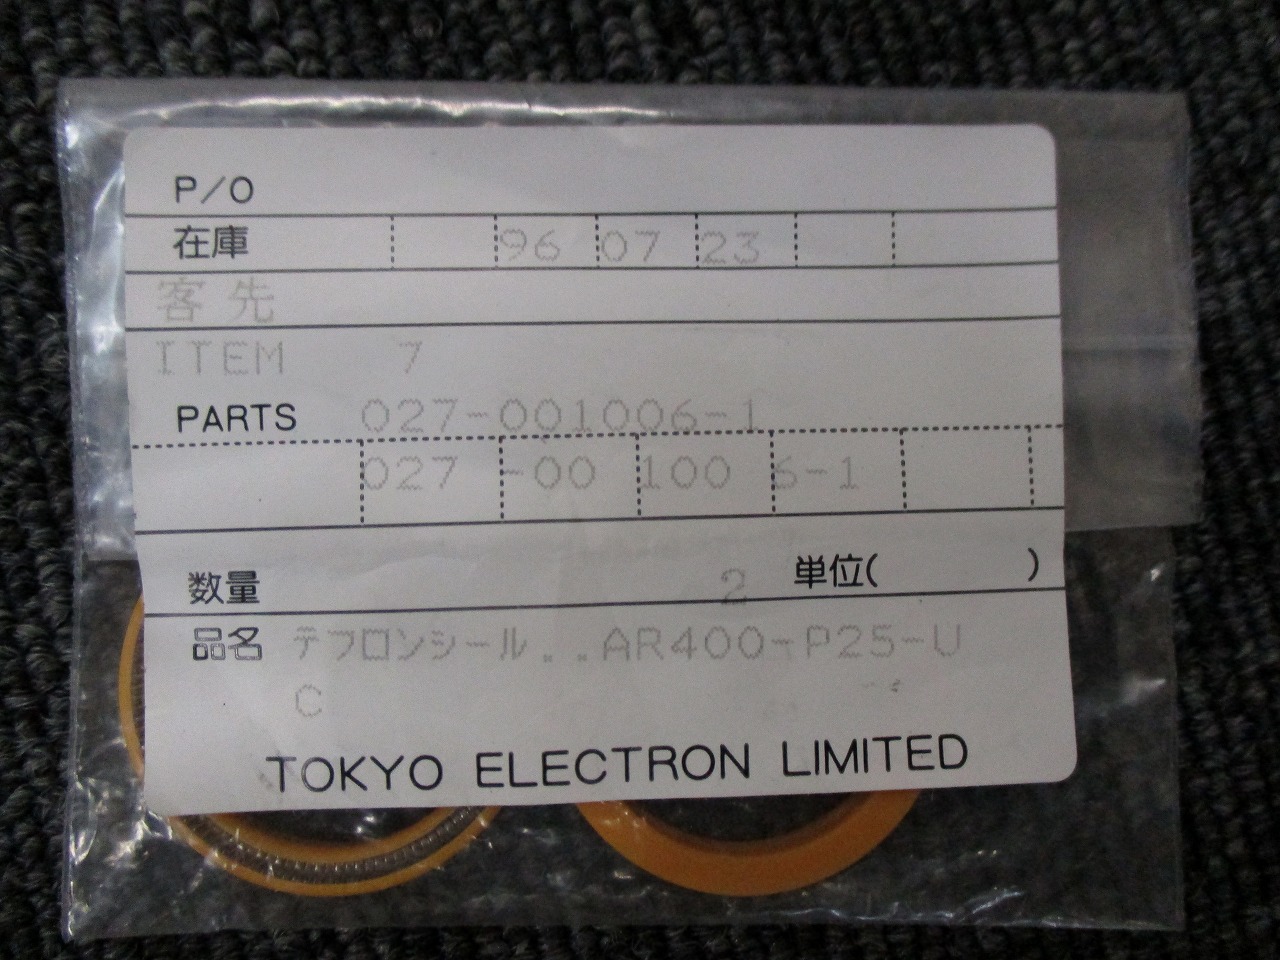 P/O
在庫 96 07 23
客先
ITEM 7
PARTS 027-001006-1
027 -00 100 6-1
数量 2 単位( )
品名 テフロンシール..AR400-P25-U
C
TOKYO ELECTRON LIMITED